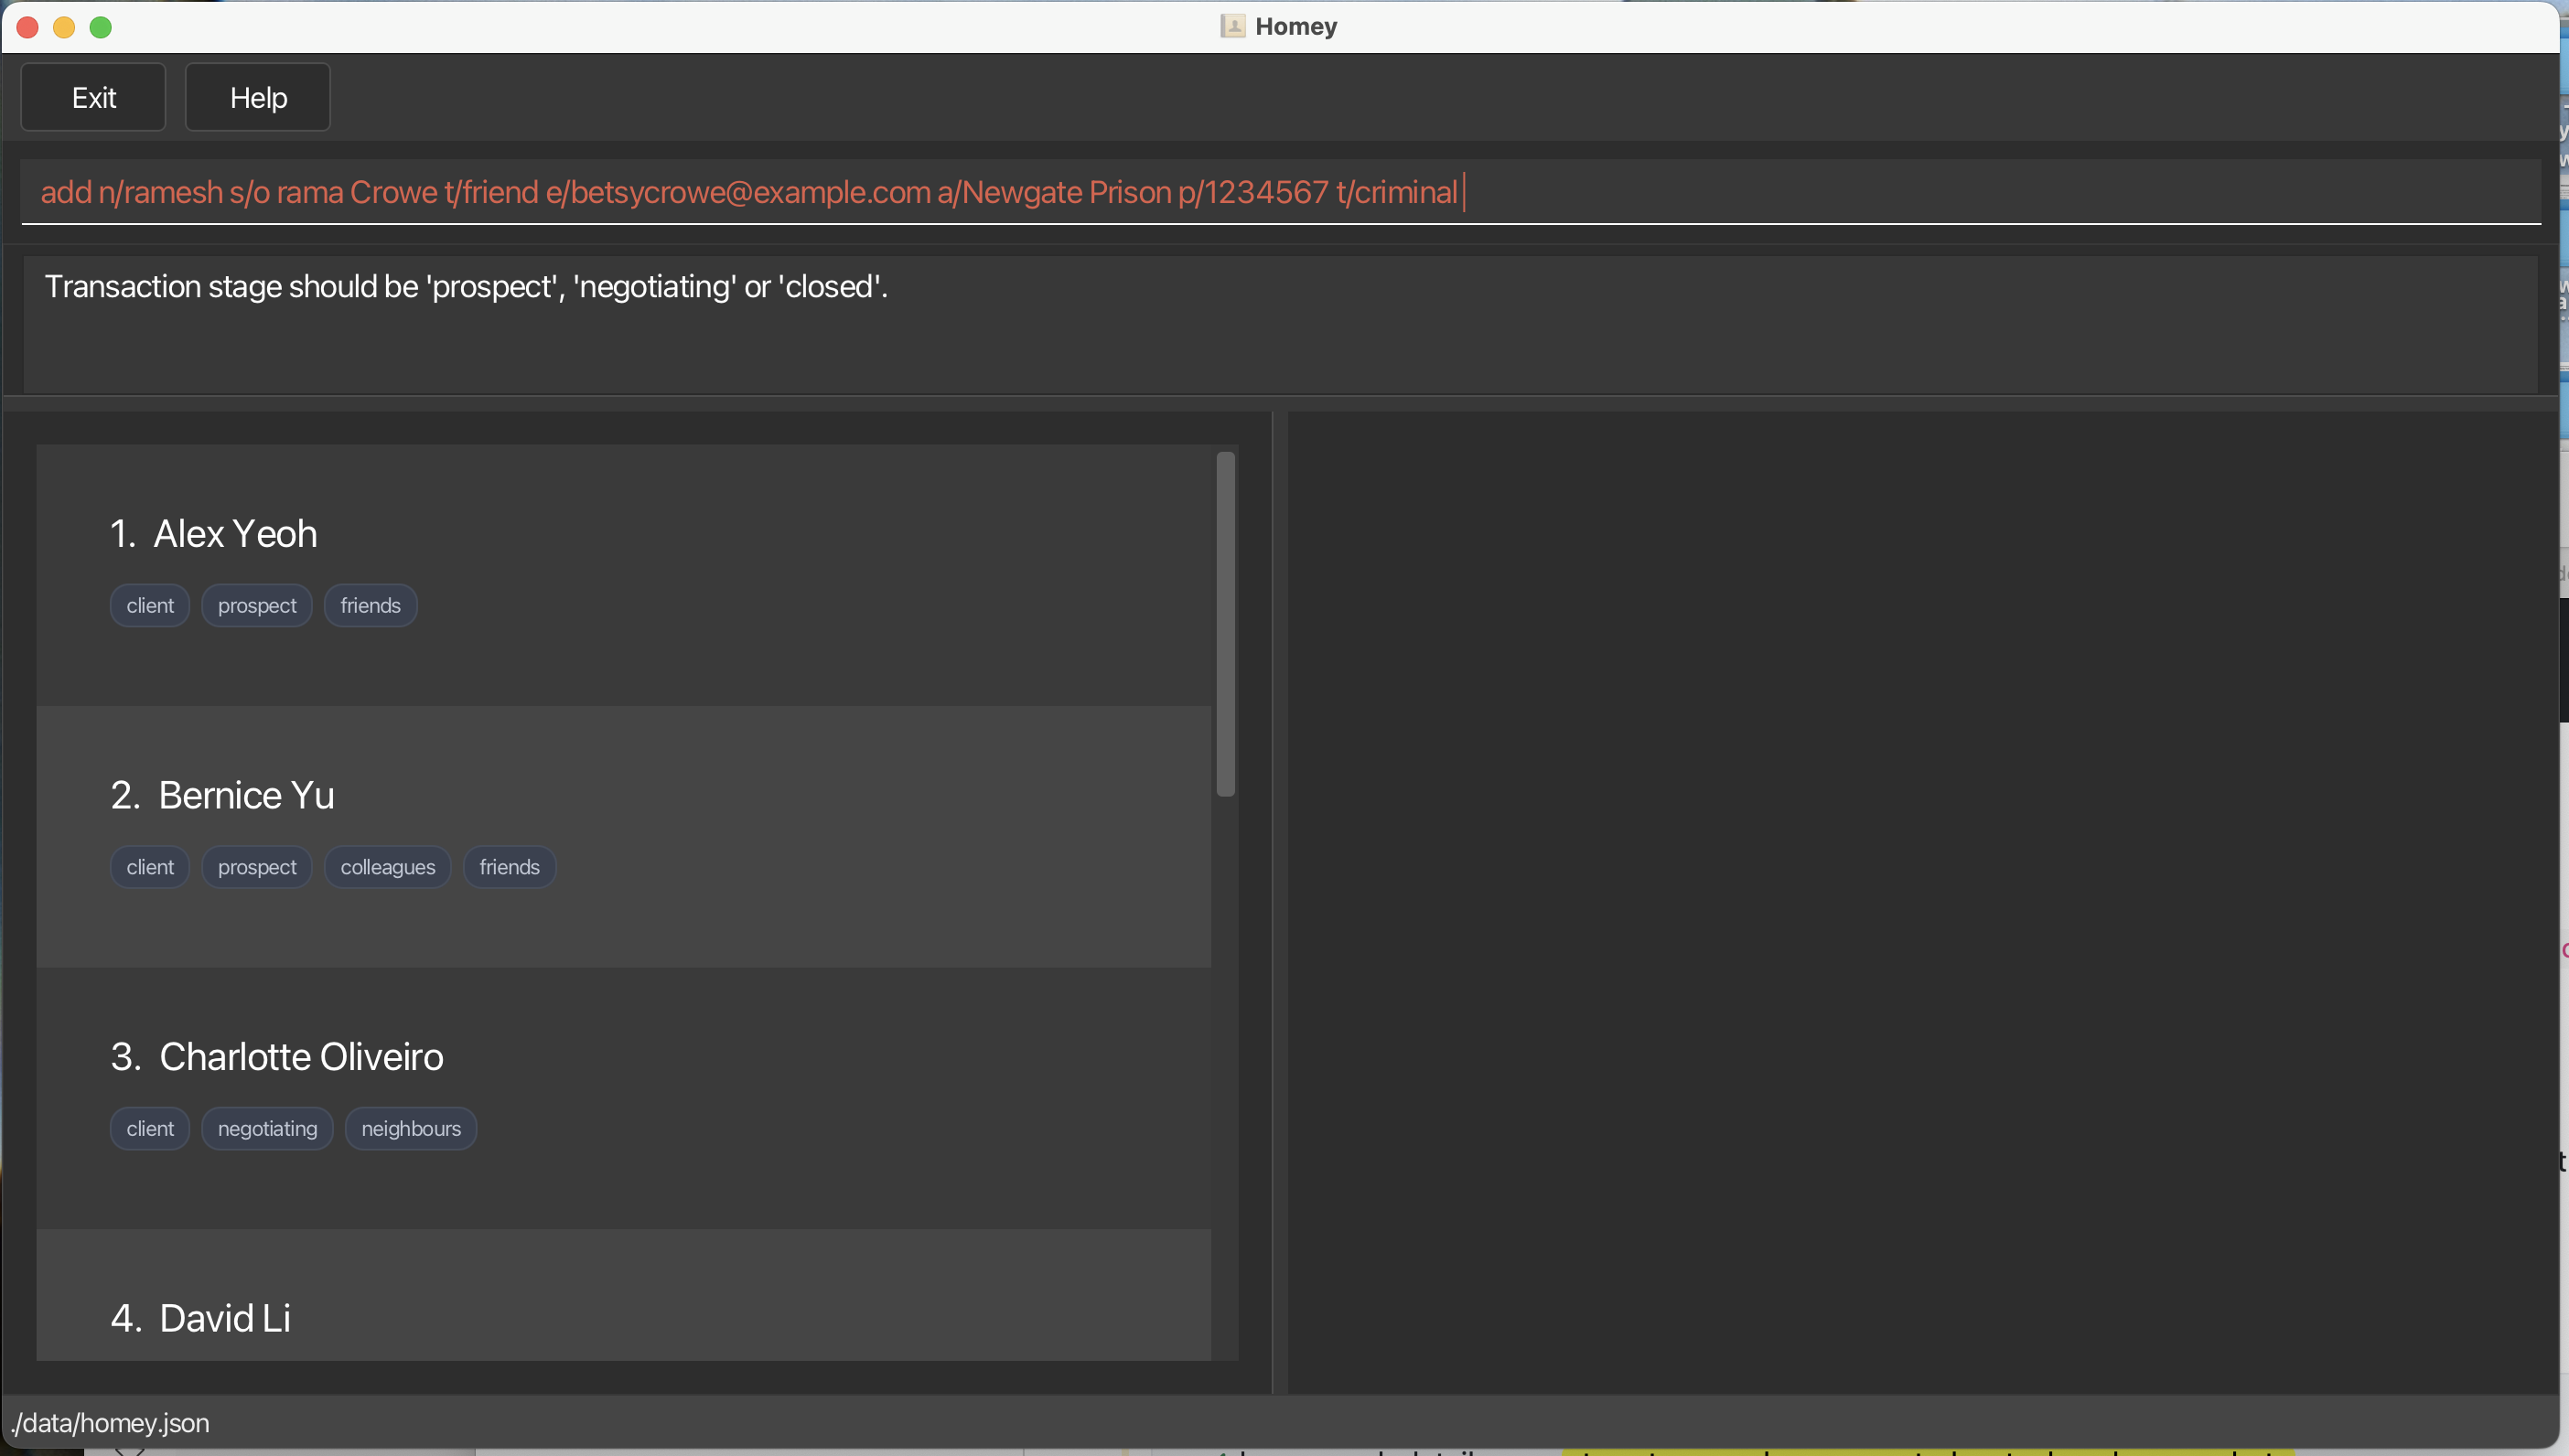 Homey
Exit Help
add n/ramesh s/o rama Crowe t/friend e/betsycrowe@example.com a/Newgate Prison p/1234567 t/criminal
Transaction stage should be 'prospect', 'negotiating' or 'closed'.
1. Alex Yeoh
client prospect friends
2. Bernice Yu
client prospect colleagues friends
3. Charlotte Oliveiro
client negotiating neighbours
4. David Li
./data/homey.json